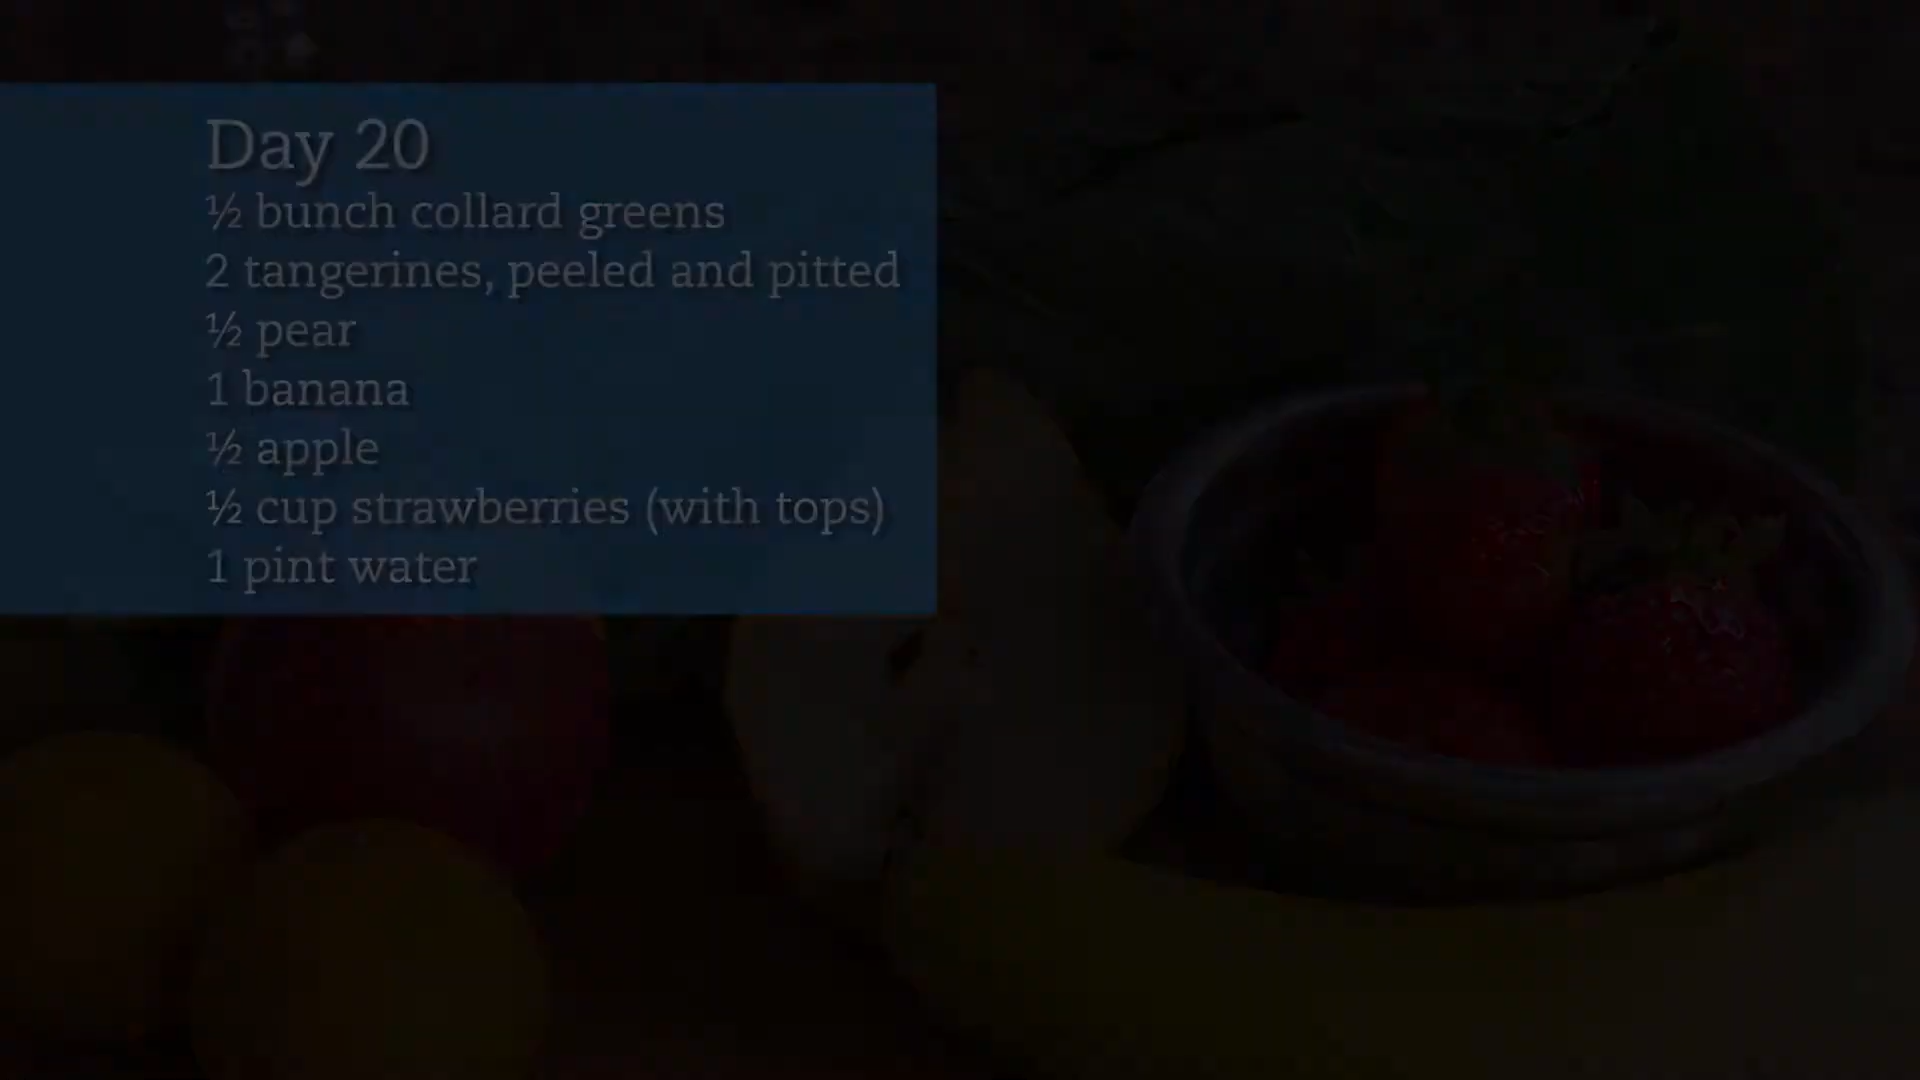 Day 20
½ bunch collard greens
2 tangerines, peeled and pitted
½ pear
1 banana
½ apple
½ cup strawberries (with tops)
1 pint water